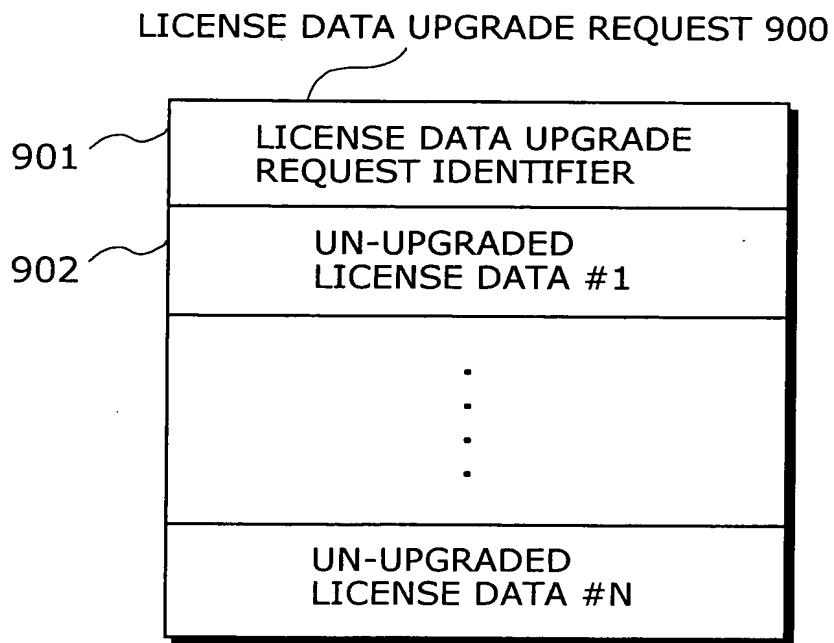 LICENSE DATA UPGRADE REQUEST 900
901
LICENSE DATA UPGRADE
REQUEST IDENTIFIER
902
UN-UPGRADED
LICENSE DATA #1
UN-UPGRADED
LICENSE DATA #N